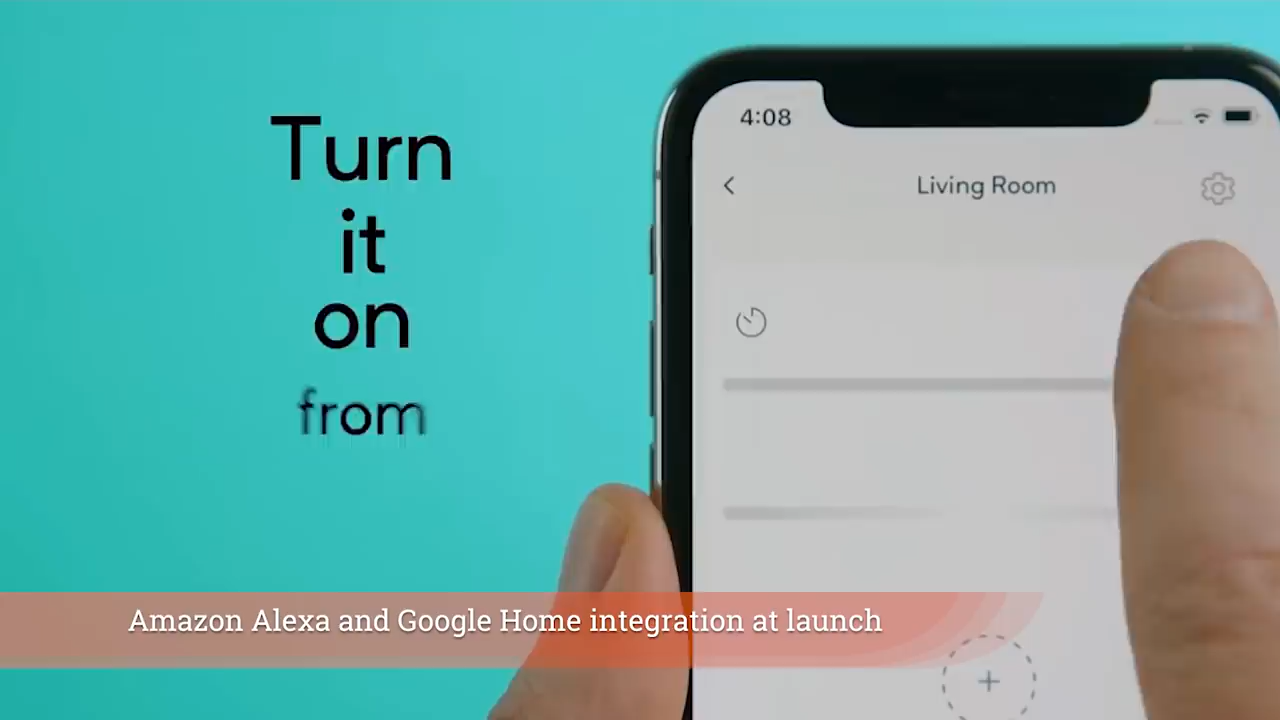 Turn
it
on
from
4:08
Living Room
Amazon Alexa and Google Home integration at launch